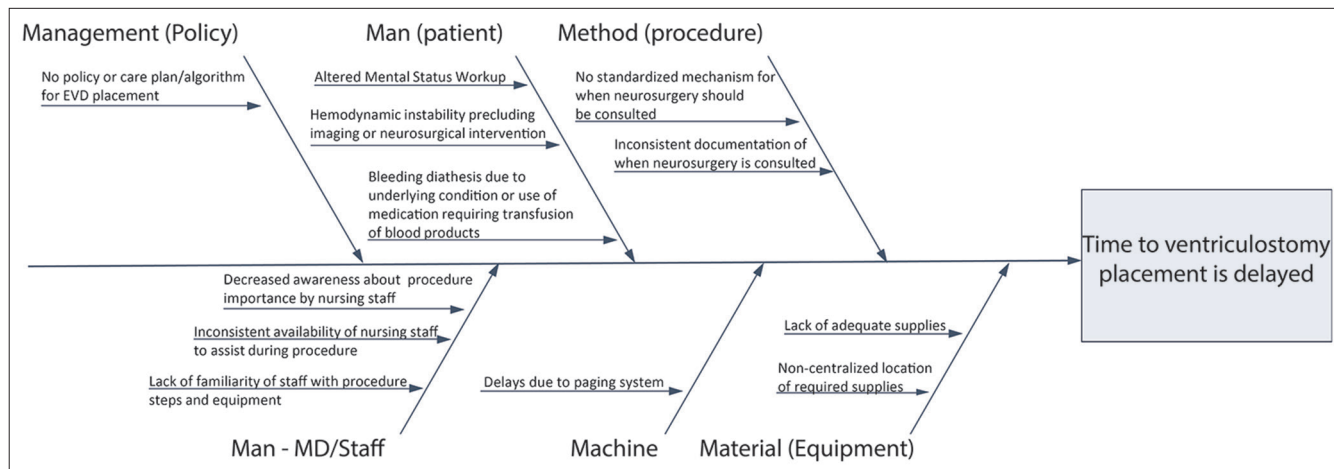 Management (Policy)
No policy or care plan/algorithm
for EVD placement
Man (patient)
Altered Mental Status Workup
Hemodynamic instability precluding
imaging or neurosurgical intervention
Bleeding diathesis due to
underlying condition or use of
medication requiring transfusion
of blood products
Method (procedure)
No standardized mechanism for
when neurosurgery should
be consulted
Inconsistent documentation of
when neurosurgery is consulted
Time to ventriculostomy
placement is delayed
Decreased awareness about procedure
importance by nursing staff
Inconsistent availability of nursing staff
to assist during procedure
Lack of familiarity of staff with procedure
steps and equipment
Man - MD/Staff
Delays due to paging system
Machine
Lack of adequate supplies
Non-centralized location
of required supplies
Material (Equipment)